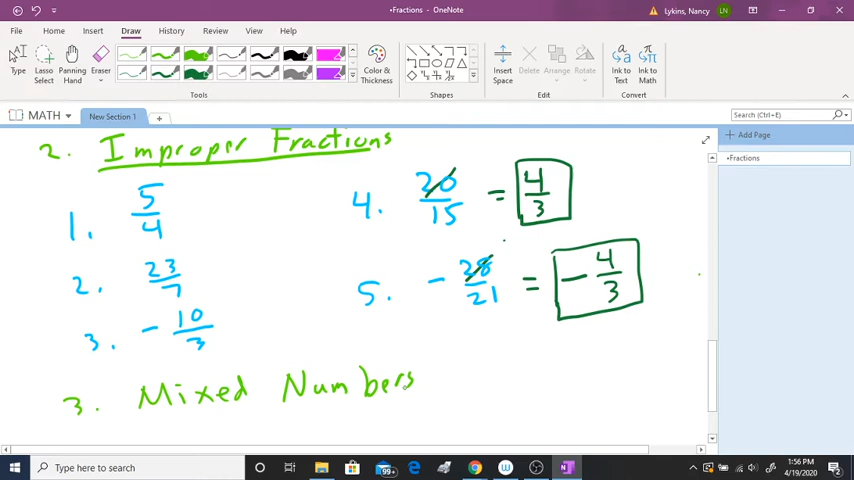 Fractions - OneNote
Lykins, Nancy LN
File Home Insert Draw History Review View Help
Type
Lasso Select
Panning Hand
Eraser
Color & Thickness
Insert Space
Delete
Arrange
Rotate
Ink to Text
Ink to Math
Tools Shapes Edit Convert
MATH New Section 1 + Search (Ctrl+E)
+ Add Page
Fractions
2. Improper Fractions
1. 5/4
2. 23/7
3. - 10/3
4. 20/15 = 4/3
5. - 28/21 = - 4/3
3. Mixed Numbers
Type here to search
99+
1:56 PM
4/19/2020
2